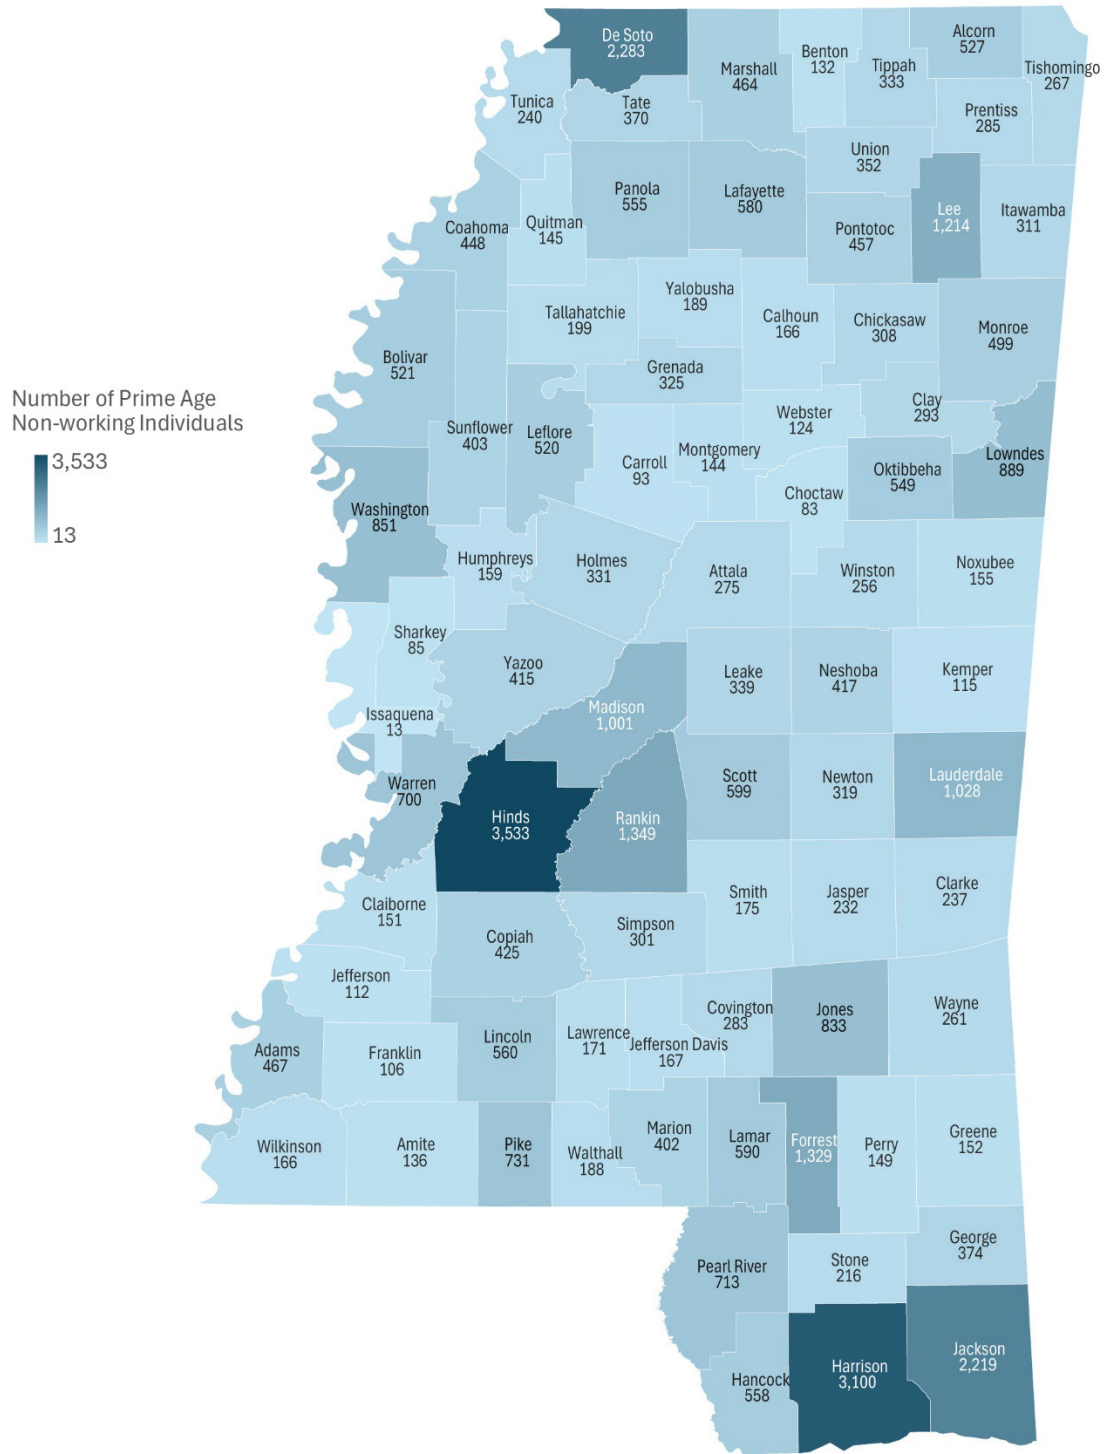 De Soto
2,283
Marshall
464
Benton
132
Tippah
333
Alcorn
527
Tishomingo
267
Tunica
240
Tate
370
Prentiss
285
Union
352
Panola
555
Lafayette
580
Lee
1,214
Itawamba
311
Coahoma
448
Quitman
145
Pontotoc
457
Tallahatchie
199
Yalobusha
189
Calhoun
166
Chickasaw
308
Monroe
499
Bolivar
521
Grenada
325
Number of Prime Age
Non-working Individuals
3,533
13
Sunflower
403
Leflore
520
Carroll
93
Montgomery
144
Webster
124
Clay
293
Lowndes
889
Oktibbeha
549
Choctaw
83
Washington
851
Humphreys
159
Holmes
331
Attala
275
Winston
256
Noxubee
155
Sharkey
85
Yazoo
415
Leake
339
Neshoba
417
Kemper
115
Issaquena
13
Madison
1,001
Warren
700
Hinds
3,533
Rankin
1,349
Scott
599
Newton
319
Lauderdale
1,028
Claiborne
151
Copiah
425
Simpson
301
Smith
175
Jasper
232
Clarke
237
Jefferson
112
Adams
467
Franklin
106
Lincoln
560
Lawrence
171
Jefferson Davis
167
Covington
283
Jones
833
Wayne
261
Wilkinson
166
Amite
136
Pike
731
Walthall
188
Marion
402
Lamar
590
Forrest
1,329
Perry
149
Greene
152
Pearl River
713
Stone
216
George
374
Hancock
558
Harrison
3,100
Jackson
2,219